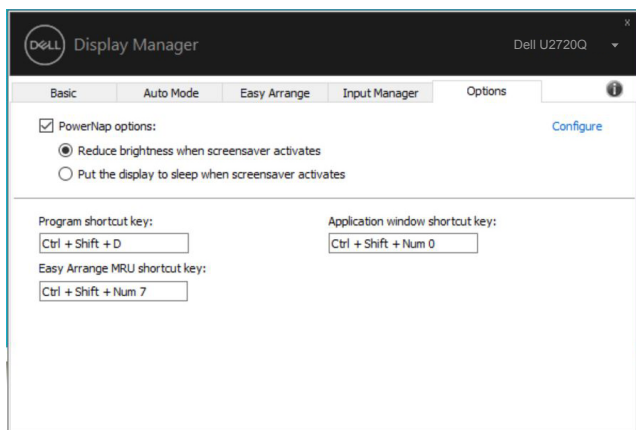 x
DELL Display Manager Dell U2720Q
Basic Auto Mode Easy Arrange Input Manager Options i
PowerNap options: Configure
Reduce brightness when screensaver activates
Put the display to sleep when screensaver activates
Program shortcut key: Application window shortcut key:
Ctrl + Shift + D Ctrl + Shift + Num 0
Easy Arrange MRU shortcut key:
Ctrl + Shift + Num 7